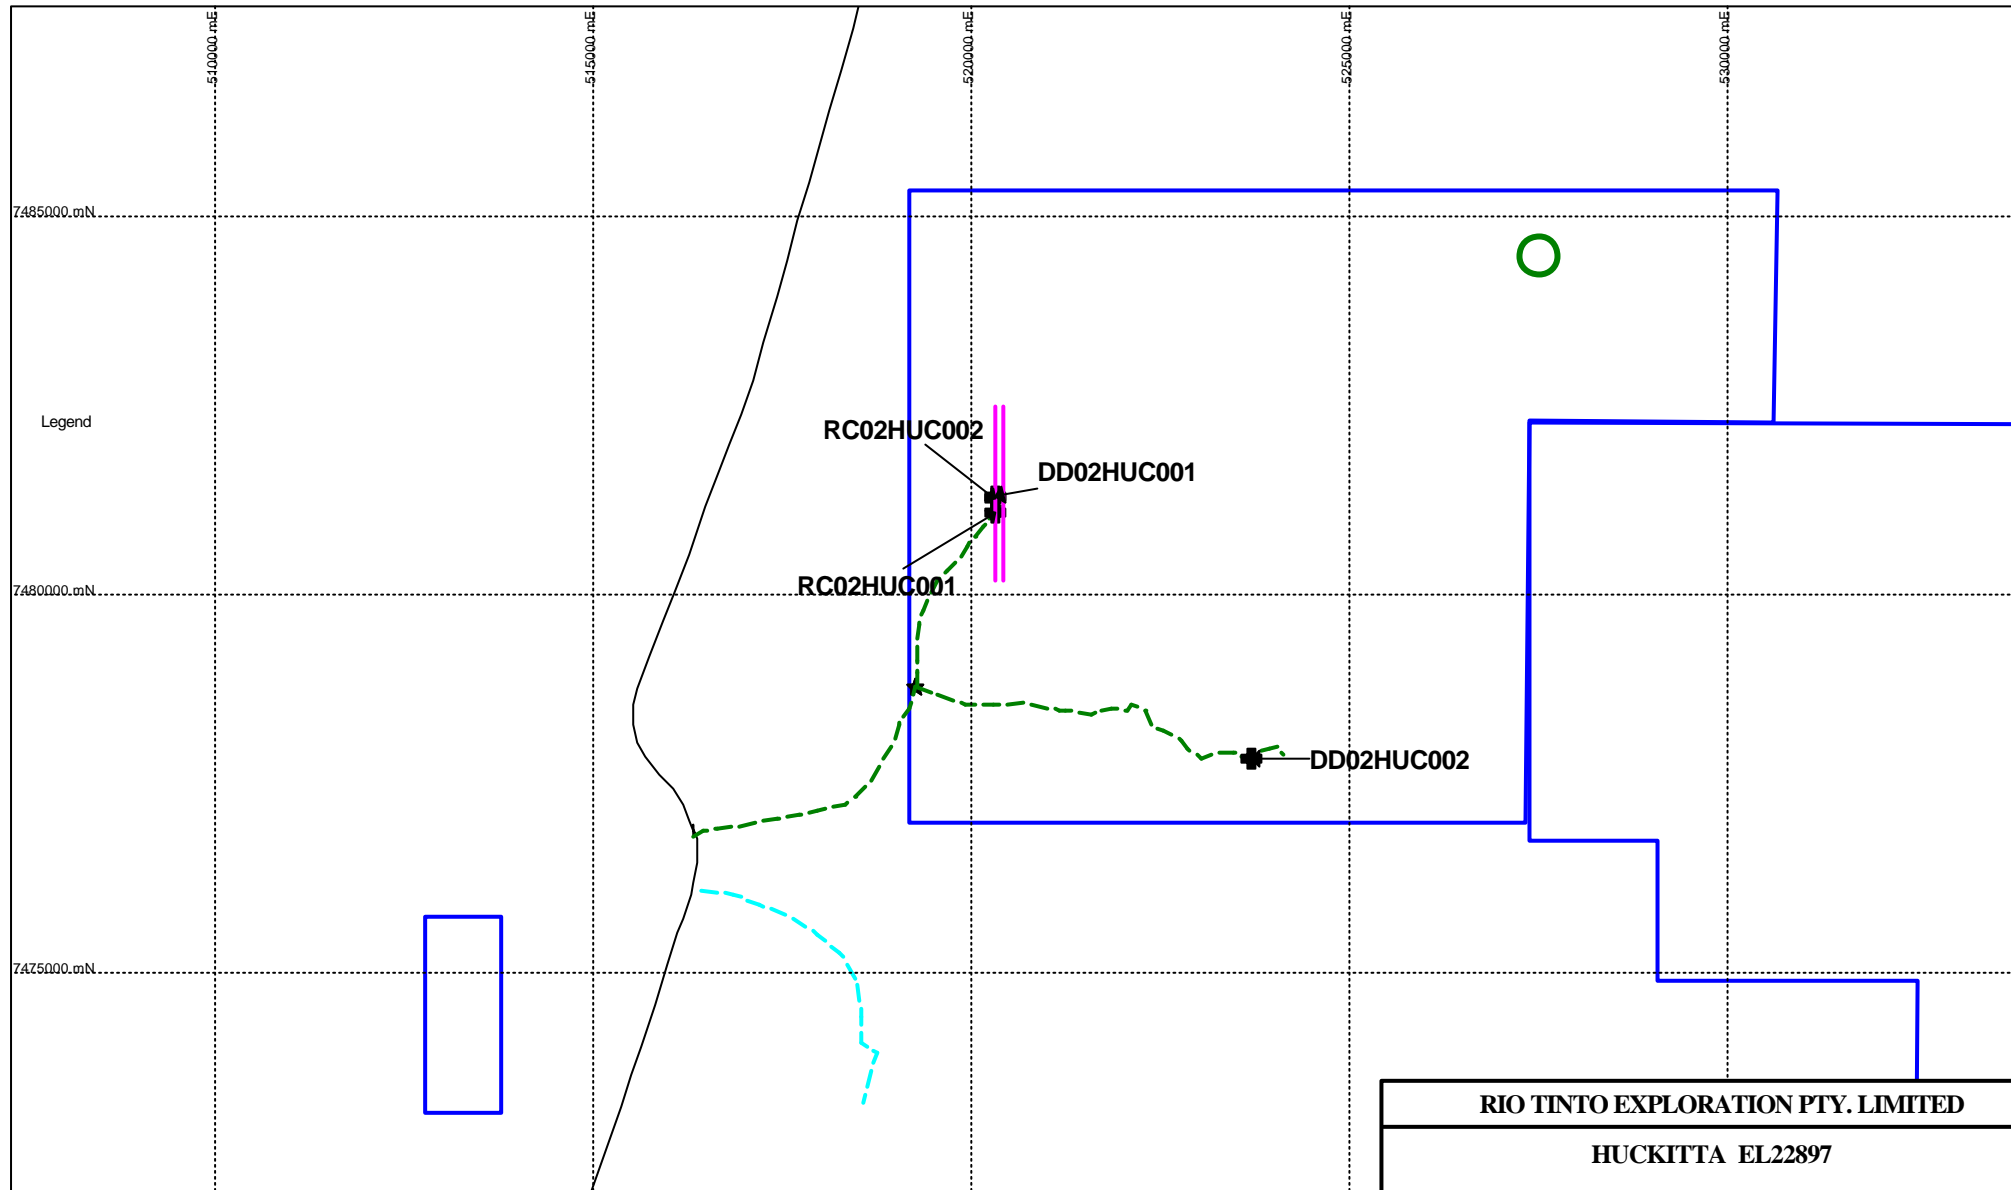 510000 mE
515000 mE
520000 mE
525000 mE
530000 mE
7485000 mN
Legend
RC02HUC002
DD02HUC001
RC02HUC001
7480000 mN
DD02HUC002
7475000 mN
RIO TINTO EXPLORATION PTY. LIMITED
HUCKITTA EL22897